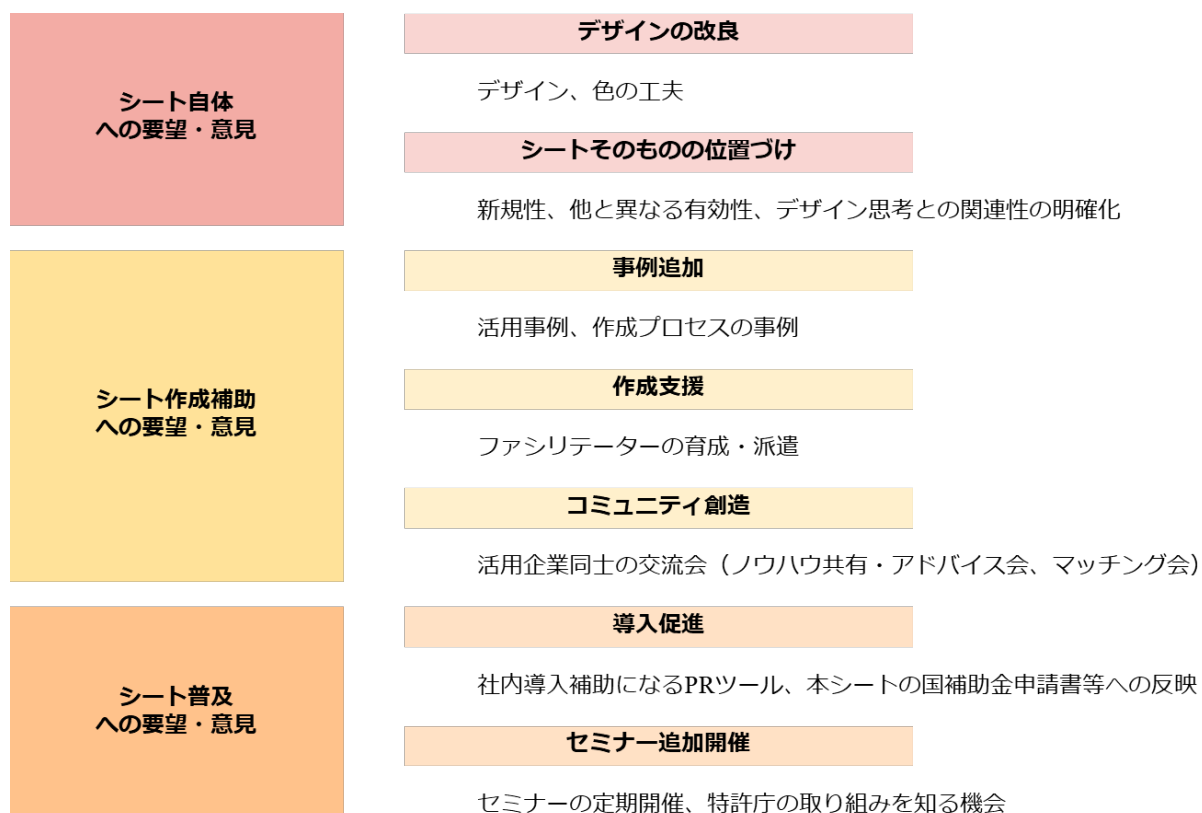 シート自体
への要望・意見
デザインの改良
デザイン、色の工夫
シートそのものの位置づけ
新規性、他と異なる有効性、デザイン思考との関連性の明確化
シート作成補助
への要望・意見
事例追加
活用事例、作成プロセスの事例
作成支援
ファシリテーターの育成・派遣
コミュニティ創造
活用企業同士の交流会（ノウハウ共有・アドバイス会、マッチング会）
シート普及
への要望・意見
導入促進
社内導入補助になるPRツール、本シートの国補助金申請書等への反映
セミナー追加開催
セミナーの定期開催、特許庁の取り組みを知る機会